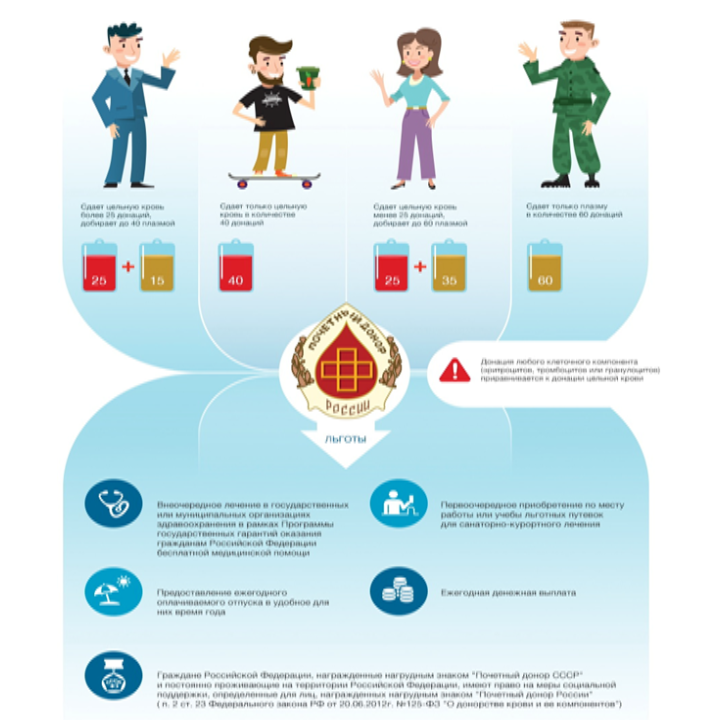 Сдает цельную кровь
более 25 донаций,
добирает до 40 плазмой
Сдает только цельную
кровь в количестве
40 донаций
Сдает цельную кровь
менее 25 донаций,
добирает до 60 плазмой
Сдает только плазму
в количестве 60 донаций
25 + 15
40
25 + 35
60
ПОЧЕТНЫЙ ДОНОР
РОССИИ
Донация любого клеточного компонента
(эритроцитов, тромбоцитов или гранулоцитов)
приравнивается к донации цельной крови
ЛЬГОТЫ
Внеочередное лечение в государственных
или муниципальных организациях
здравоохранения в рамках Программы
государственных гарантий оказания
гражданам Российской Федерации
бесплатной медицинской помощи
Первоочередное приобретение по месту
работы или учебы льготных путевок
для санаторно-курортного лечения
Предоставление ежегодного
оплачиваемого отпуска в удобное для
них время года
Ежегодная денежная выплата
СССР
Граждане Российской Федерации, награжденные нагрудным знаком "Почетный донор СССР"
и постоянно проживающие на территории Российской Федерации, имеют право на меры социальной
поддержки, определенные для лиц, награжденных нагрудным знаком "Почетный донор России"
( п. 2 ст. 23 Федерального закона РФ от 20.06.2012г. №125-ФЗ "О донорстве крови и ее компонентов")